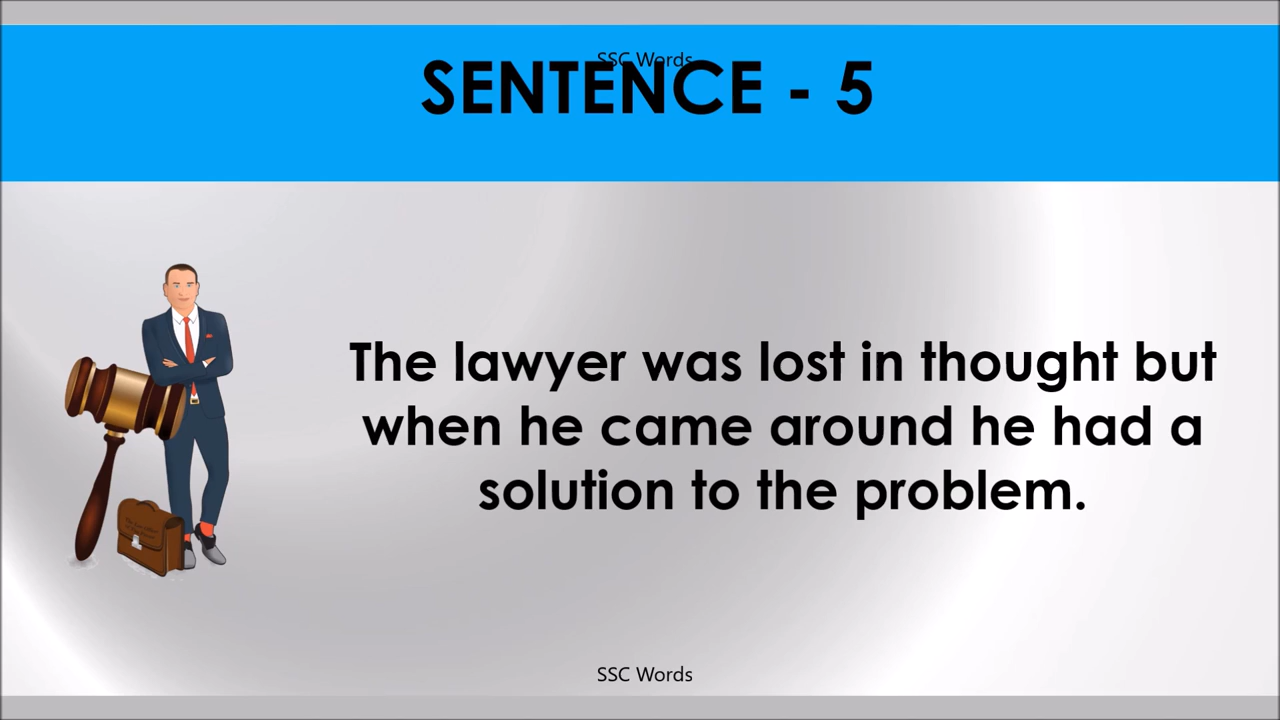 SSC Words
SENTENCE - 5
The lawyer was lost in thought but
when he came around he had a
solution to the problem.
SSC Words